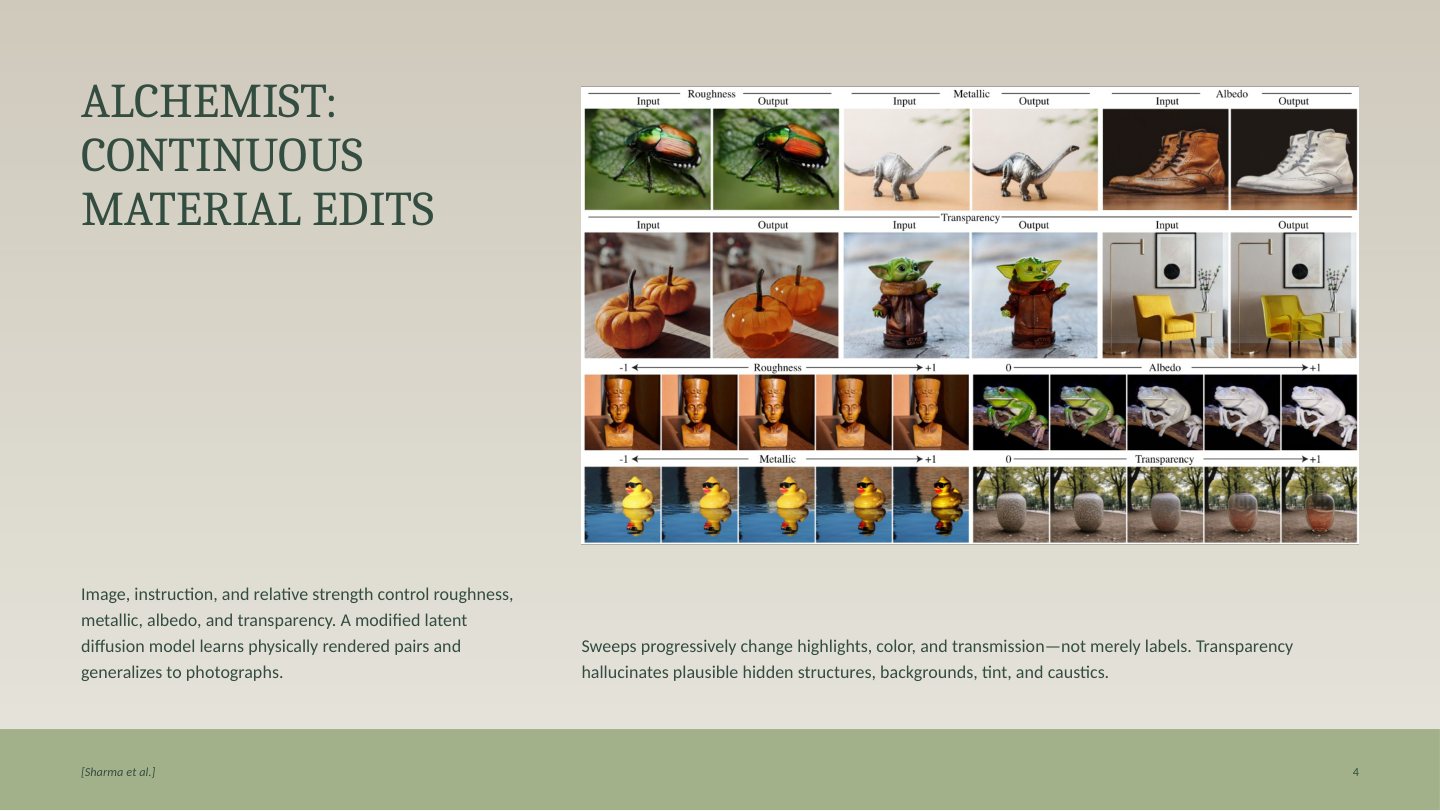 ALCHEMIST:
CONTINUOUS
MATERIAL EDITS
Roughness Metallic Albedo
Input Output Input Output Input Output
Transparency
Input Output Input Output Input Output
-1 Roughness +1 0 Albedo +1
-1 Metallic +1 0 Transparency +1
Image, instruction, and relative strength control roughness,
metallic, albedo, and transparency. A modified latent
diffusion model learns physically rendered pairs and
generalizes to photographs.
Sweeps progressively change highlights, color, and transmission—not merely labels. Transparency
hallucinates plausible hidden structures, backgrounds, tint, and caustics.
[Sharma et al.]
4